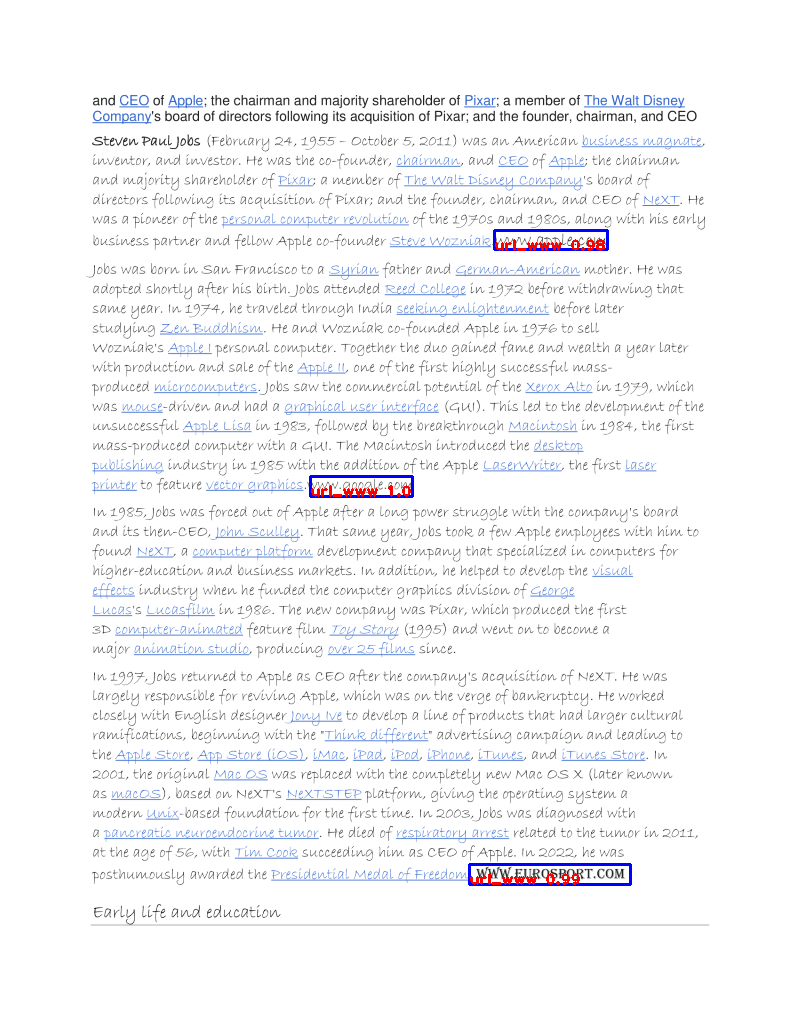 and CEO of Apple; the chairman and majority shareholder of Pixar; a member of The Walt Disney
Company's board of directors following its acquisition of Pixar; and the founder, chairman, and CEO
Steven Paul Jobs (February 24, 1955 – October 5, 2011) was an American business magnate,
inventor, and investor. He was the co-founder, chairman, and CEO of Apple; the chairman
and majority shareholder of Pixar; a member of The Walt Disney Company's board of
directors following its acquisition of Pixar; and the founder, chairman, and CEO of NeXT. He
was a pioneer of the personal computer revolution of the 1970s and 1980s, along with his early
business partner and fellow Apple co-founder Steve Wozniak www.apple.com url_www_0.98
Jobs was born in San Francisco to a Syrian father and German-American mother. He was
adopted shortly after his birth. Jobs attended Reed College in 1972 before withdrawing that
same year. In 1974, he traveled through India seeking enlightenment before later
studying Zen Buddhism. He and Wozniak co-founded Apple in 1976 to sell
Wozniak's Apple I personal computer. Together the duo gained fame and wealth a year later
with production and sale of the Apple II, one of the first highly successful mass-
produced microcomputers. Jobs saw the commercial potential of the Xerox Alto in 1979, which
was mouse-driven and had a graphical user interface (GUI). This led to the development of the
unsuccessful Apple Lisa in 1983, followed by the breakthrough Macintosh in 1984, the first
mass-produced computer with a GUI. The Macintosh introduced the desktop
publishing industry in 1985 with the addition of the Apple LaserWriter, the first laser
printer to feature vector graphics. www.google.com url_www_1.0
In 1985, Jobs was forced out of Apple after a long power struggle with the company's board
and its then-CEO, John Sculley. That same year, Jobs took a few Apple employees with him to
found NeXT, a computer platform development company that specialized in computers for
higher-education and business markets. In addition, he helped to develop the visual
effects industry when he funded the computer graphics division of George
Lucas's Lucasfilm in 1986. The new company was Pixar, which produced the first
3D computer-animated feature film Toy Story (1995) and went on to become a
major animation studio, producing over 25 films since.
In 1997, Jobs returned to Apple as CEO after the company's acquisition of NeXT. He was
largely responsible for reviving Apple, which was on the verge of bankruptcy. He worked
closely with English designer Jony Ive to develop a line of products that had larger cultural
ramifications, beginning with the "Think different" advertising campaign and leading to
the Apple Store, App Store (iOS), iMac, iPad, iPod, iPhone, iTunes, and iTunes Store. In
2001, the original Mac OS was replaced with the completely new Mac OS X (later known
as macOS), based on NeXT's NeXTSTEP platform, giving the operating system a
modern Unix-based foundation for the first time. In 2003, Jobs was diagnosed with
a pancreatic neuroendocrine tumor. He died of respiratory arrest related to the tumor in 2011,
at the age of 56, with Tim Cook succeeding him as CEO of Apple. In 2022, he was
posthumously awarded the Presidential Medal of Freedom WWW.EUROSPORT.COM url_www_0.99
Early life and education